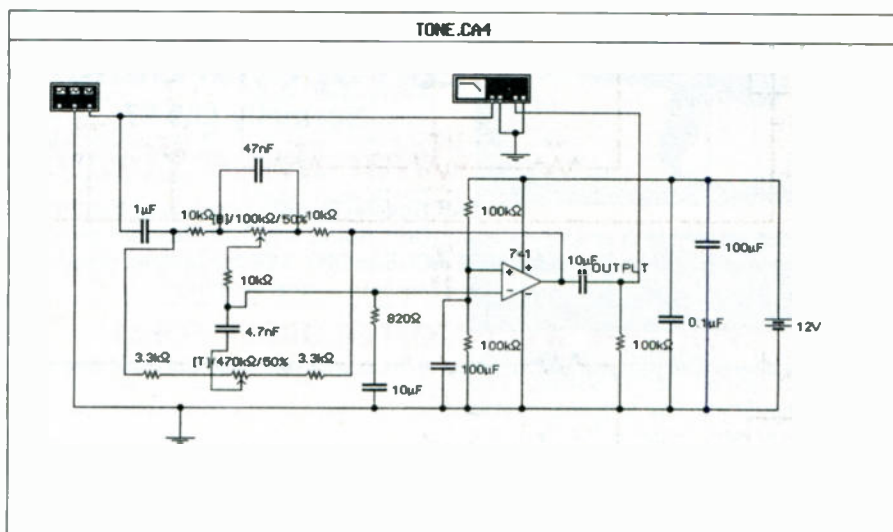 TONE.CA4
47nF
1µF
10kΩ
[B]/100kΩ/50%
10kΩ
100kΩ
741
10µF
OUTPUT
100µF
10kΩ
820Ω
4.7nF
0.1µF
12V
3.3kΩ
[T]/470kΩ/50%
3.3kΩ
10µF
100µF
100kΩ
100kΩ